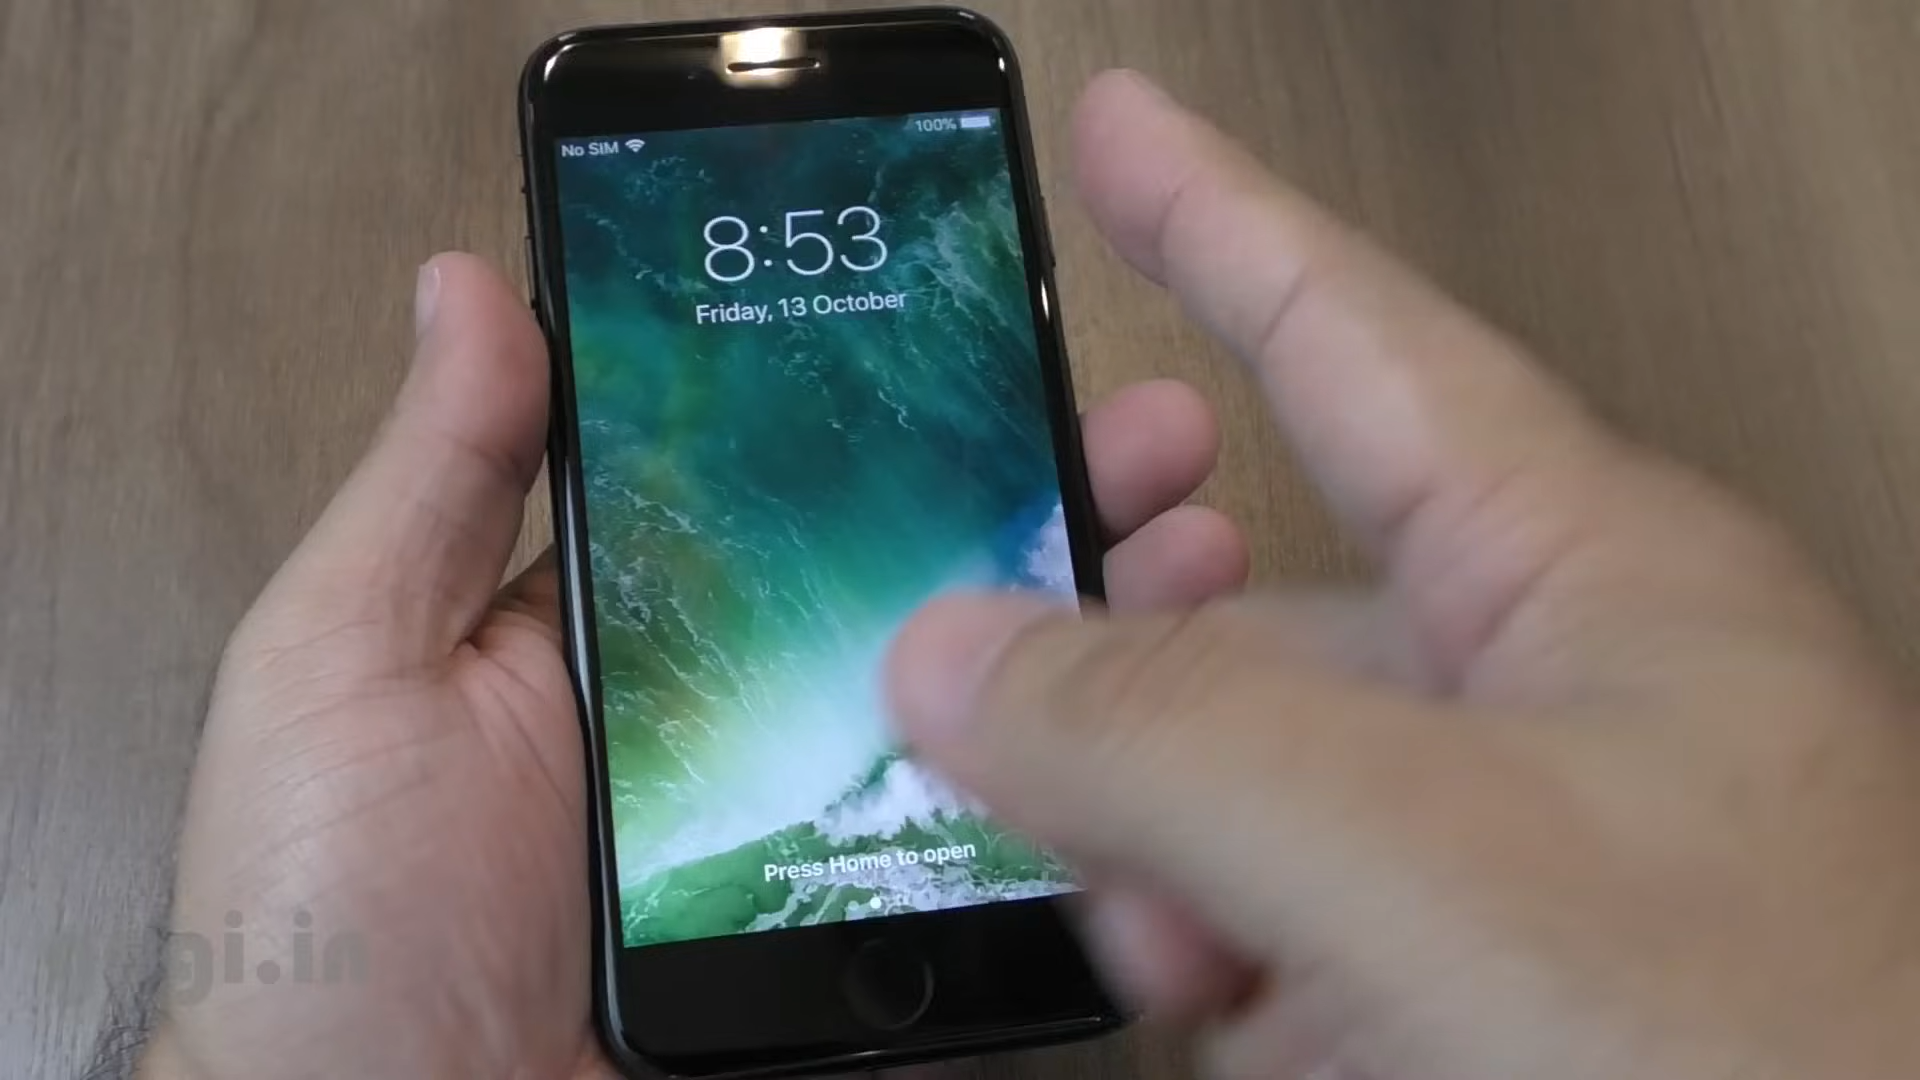 No SIM
100%
8:53
Friday, 13 October
Press Home to open